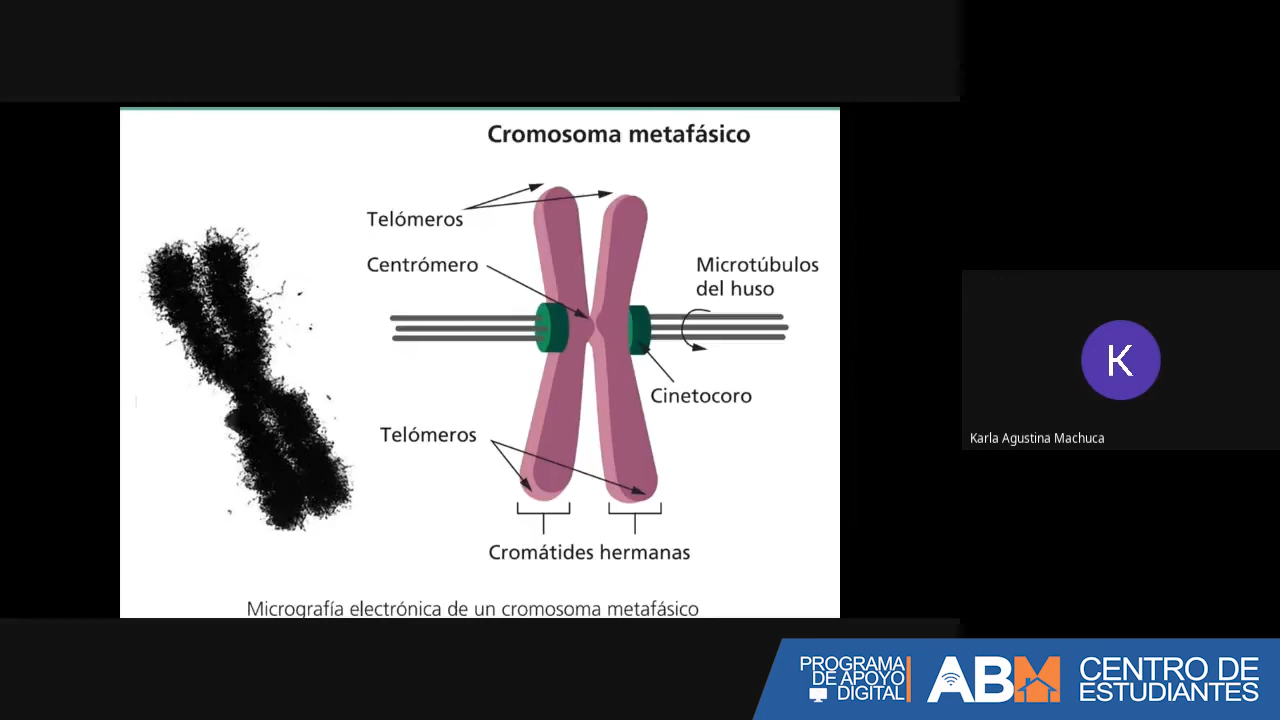 Cromosoma metafásico
Telómeros
Centrómero
Microtúbulos
del huso
Cinetocoro
Telómeros
Cromátides hermanas
Micrografía electrónica de un cromosoma metafásico
K
Karla Agustina Machuca
PROGRAMA
DE APOYO
DIGITAL
ABM
CENTRO DE
ESTUDIANTES